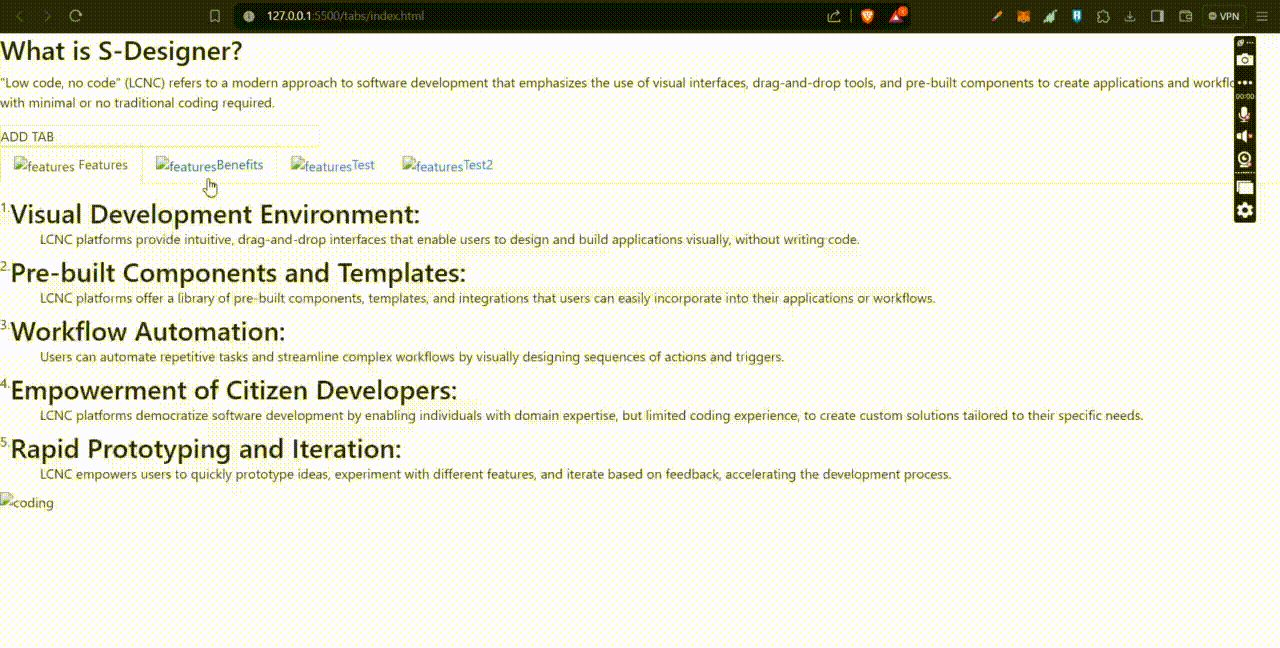 127.0.0.1:5500/tabs/index.html
1
VPN
What is S-Designer?
"Low code, no code" (LCNC) refers to a modern approach to software development that emphasizes the use of visual interfaces, drag-and-drop tools, and pre-built components to create applications and workflo
with minimal or no traditional coding required.
00:00
ADD TAB
features Features featuresBenefits featuresTest featuresTest2
1.Visual Development Environment:
LCNC platforms provide intuitive, drag-and-drop interfaces that enable users to design and build applications visually, without writing code.
2.Pre-built Components and Templates:
LCNC platforms offer a library of pre-built components, templates, and integrations that users can easily incorporate into their applications or workflows.
3.Workflow Automation:
Users can automate repetitive tasks and streamline complex workflows by visually designing sequences of actions and triggers.
4.Empowerment of Citizen Developers:
LCNC platforms democratize software development by enabling individuals with domain expertise, but limited coding experience, to create custom solutions tailored to their specific needs.
5.Rapid Prototyping and Iteration:
LCNC empowers users to quickly prototype ideas, experiment with different features, and iterate based on feedback, accelerating the development process.
coding